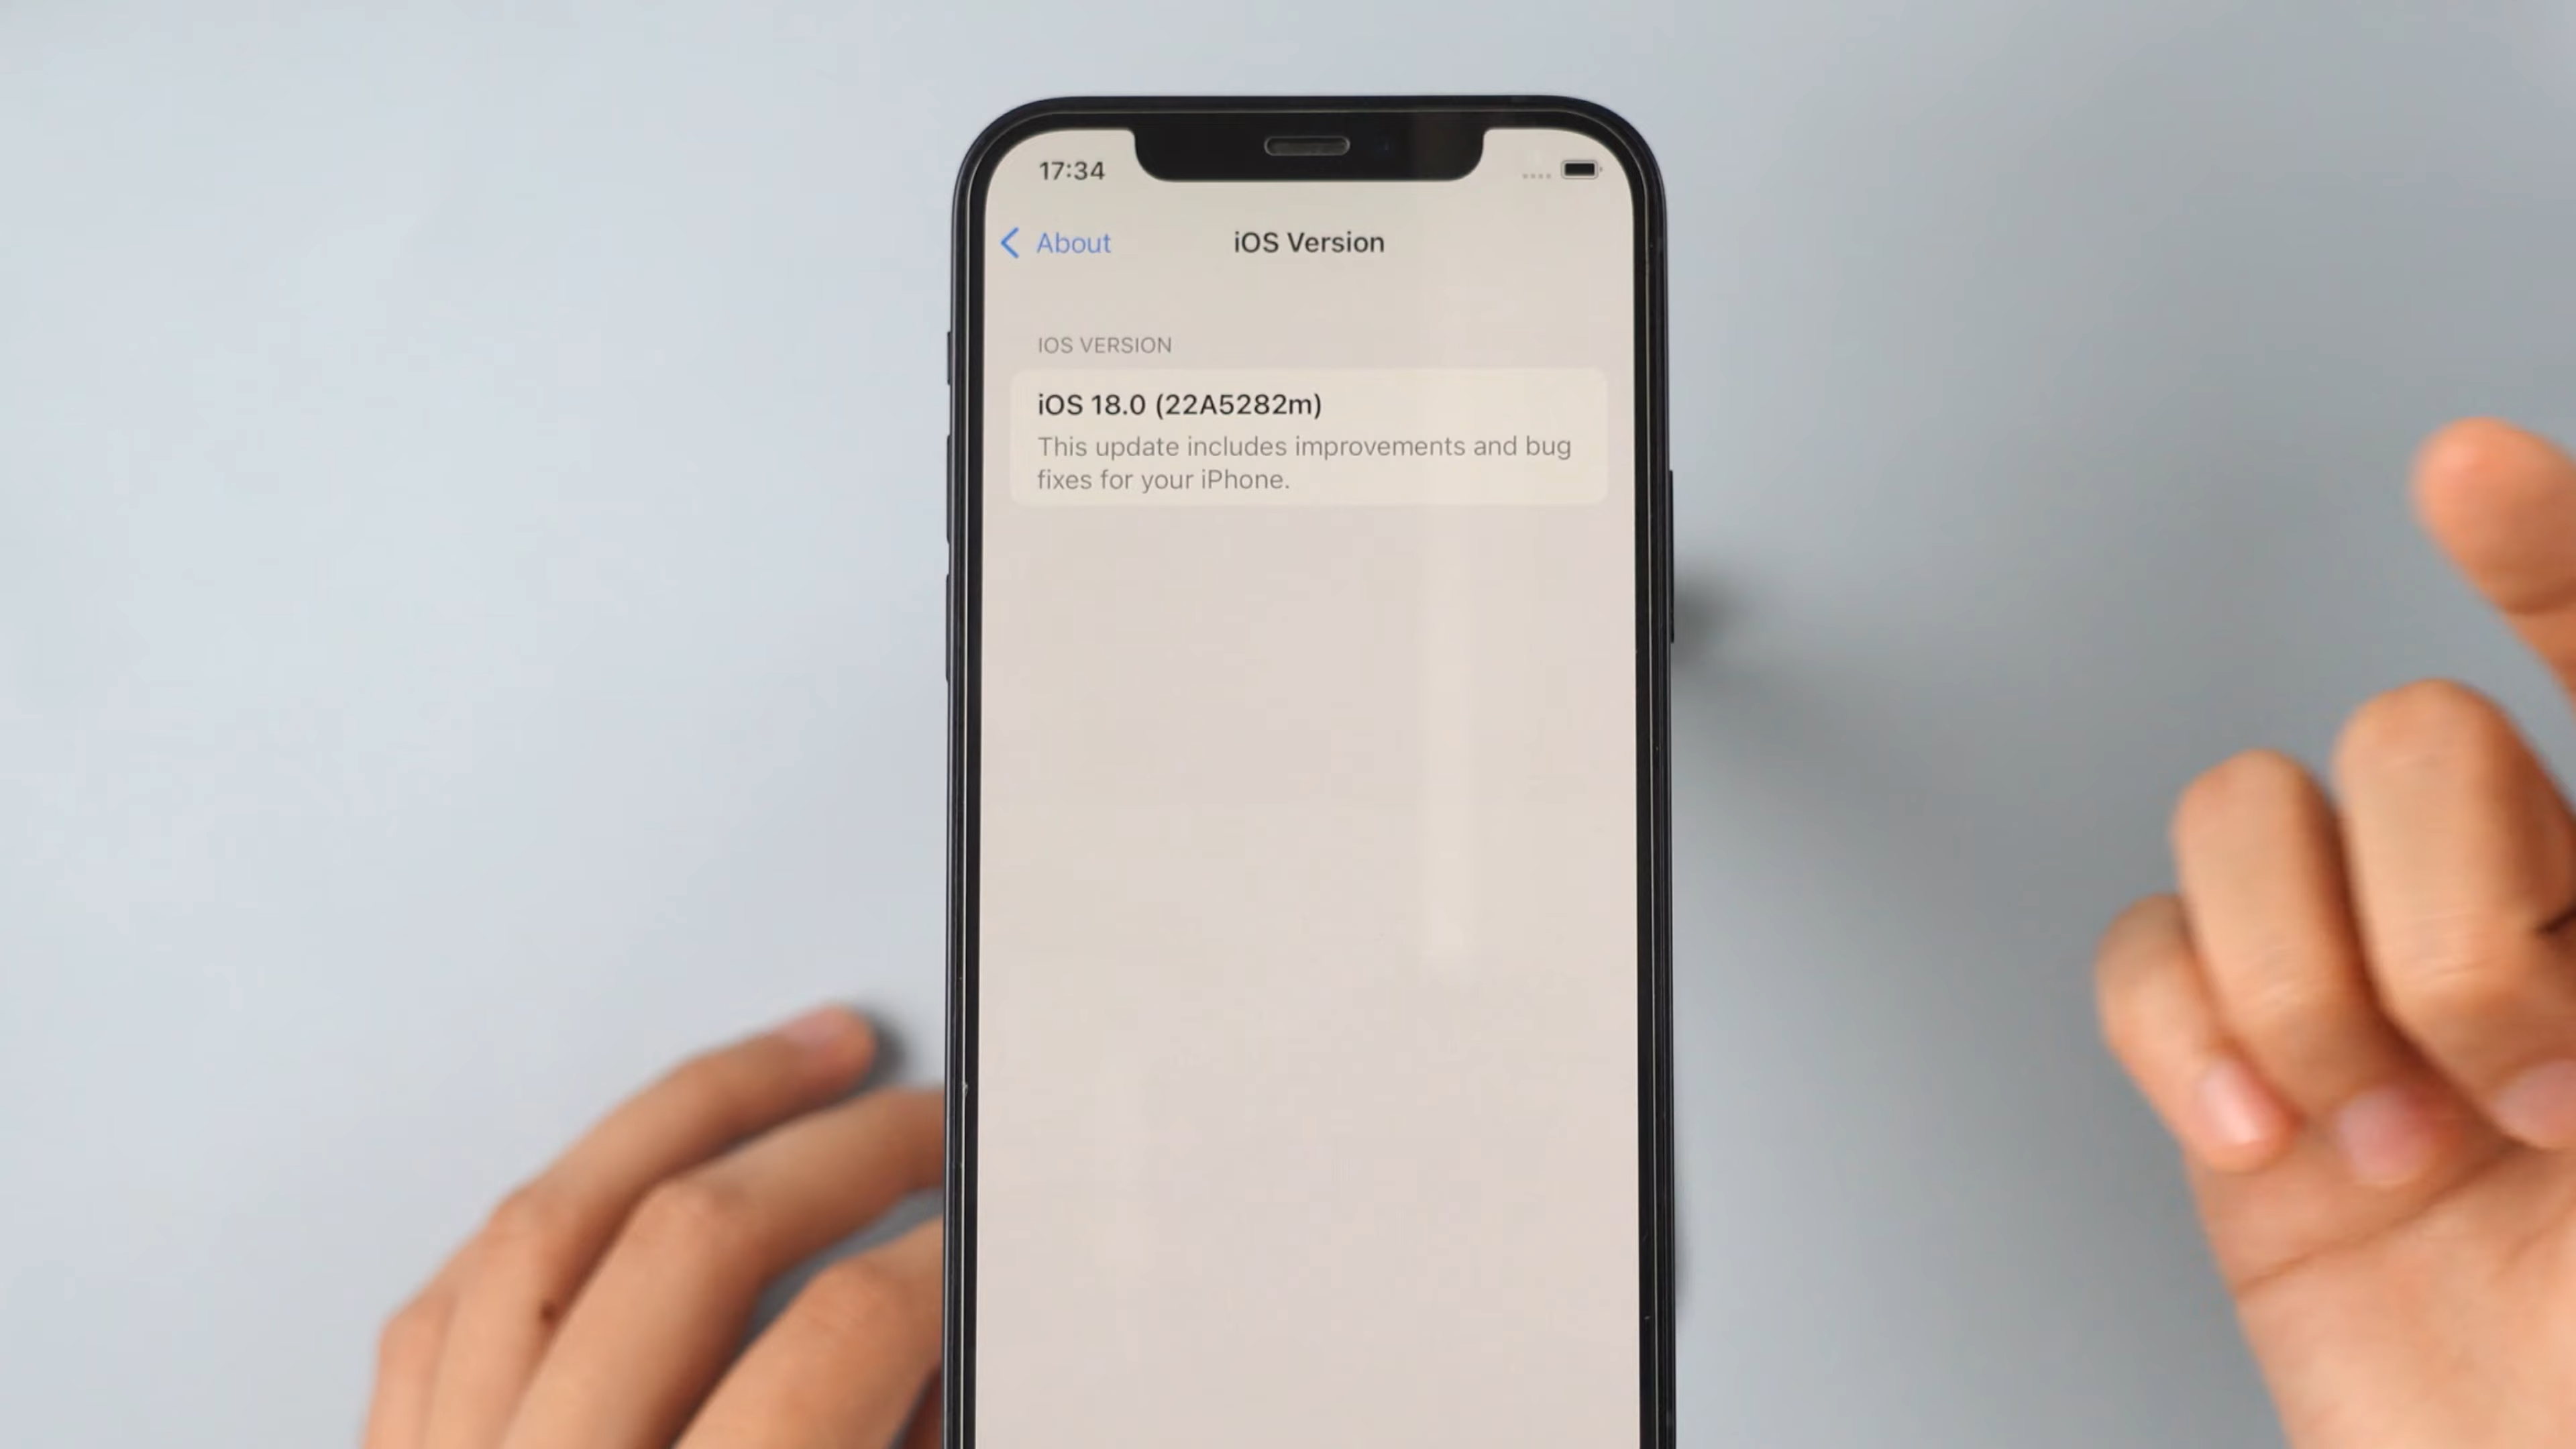 17:34
About
iOS Version
IOS VERSION
iOS 18.0 (22A5282m)
This update includes improvements and bug
fixes for your iPhone.